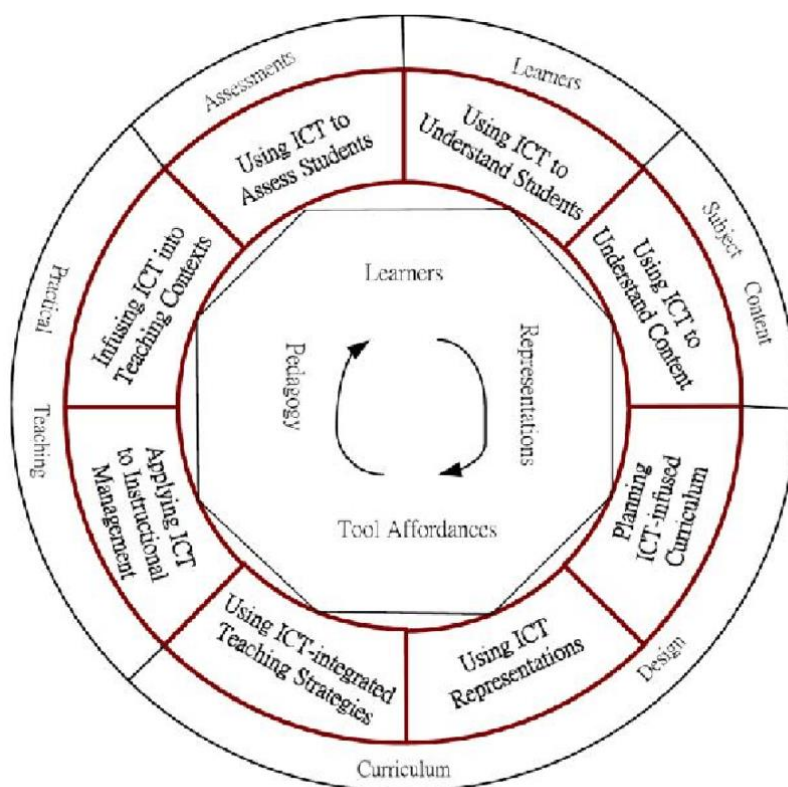 Assessments
Learners
Subject
Content
Practical
Teaching
Design
Curriculum
Using ICT to
Assess Students
Using ICT to
Understand Students
Using ICT to
Understand Content
Planning
ICT-infused
Curriculum
Using ICT
Representations
Using ICT-integrated
Teaching Strategies
Applying ICT
to Instructional
Management
Infusing ICT into
Teaching Contexts
Learners
Representations
Tool Affordances
Pedagogy